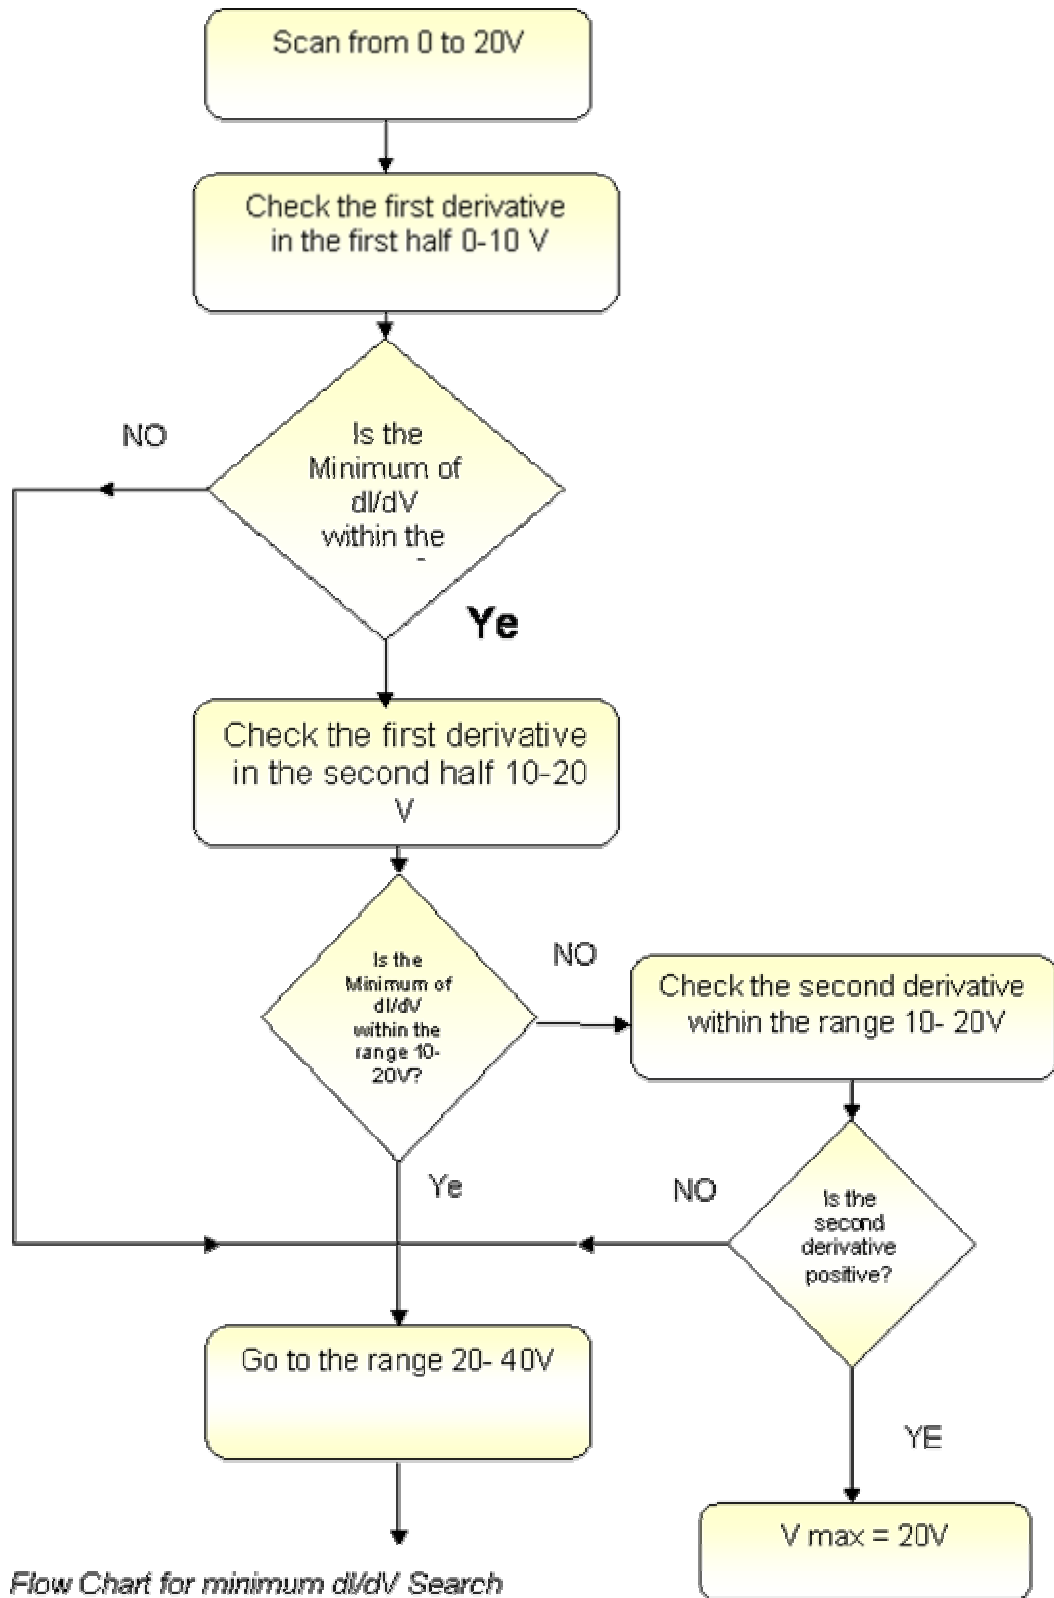 Scan from 0 to 20V
Check the first derivative
in the first half 0-10 V
NO
Is the
Minimum of
dI/dV
within the
Ye
Check the first derivative
in the second half 10-20
V
Is the
Minimum of
dI/dV
within the
range 10-
20V?
NO
Check the second derivative
within the range 10- 20V
Ye
NO
Is the
second
derivative
positive?
Go to the range 20- 40V
YE
V max = 20V
Flow Chart for minimum dI/dV Search